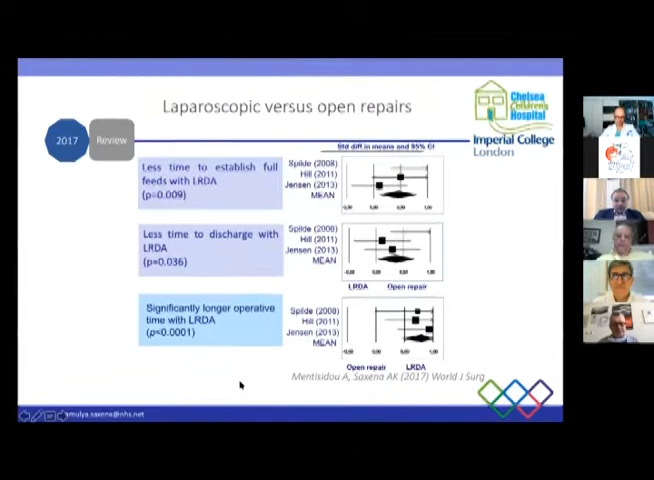 Laparoscopic versus open repairs
Chelsea
Children's
Hospital
Imperial College
London
2017
Review
Std diff in means and 95% CI
Less time to establish full
feeds with LRDA
(p=0.009)
Spilde (2008)
Hill (2011)
Jensen (2013)
MEAN
Less time to discharge with
LRDA
(p=0.036)
Spilde (2008)
Hill (2011)
Jensen (2013)
MEAN
LRDA Open repair
Significantly longer operative
time with LRDA
(p=0.0001)
Spilde (2008)
Hill (2011)
Jensen (2013)
MEAN
Open repair LRDA
Mentisidou A, Saxena AK (2017) World J Surg
amulya.saxena@nhs.net